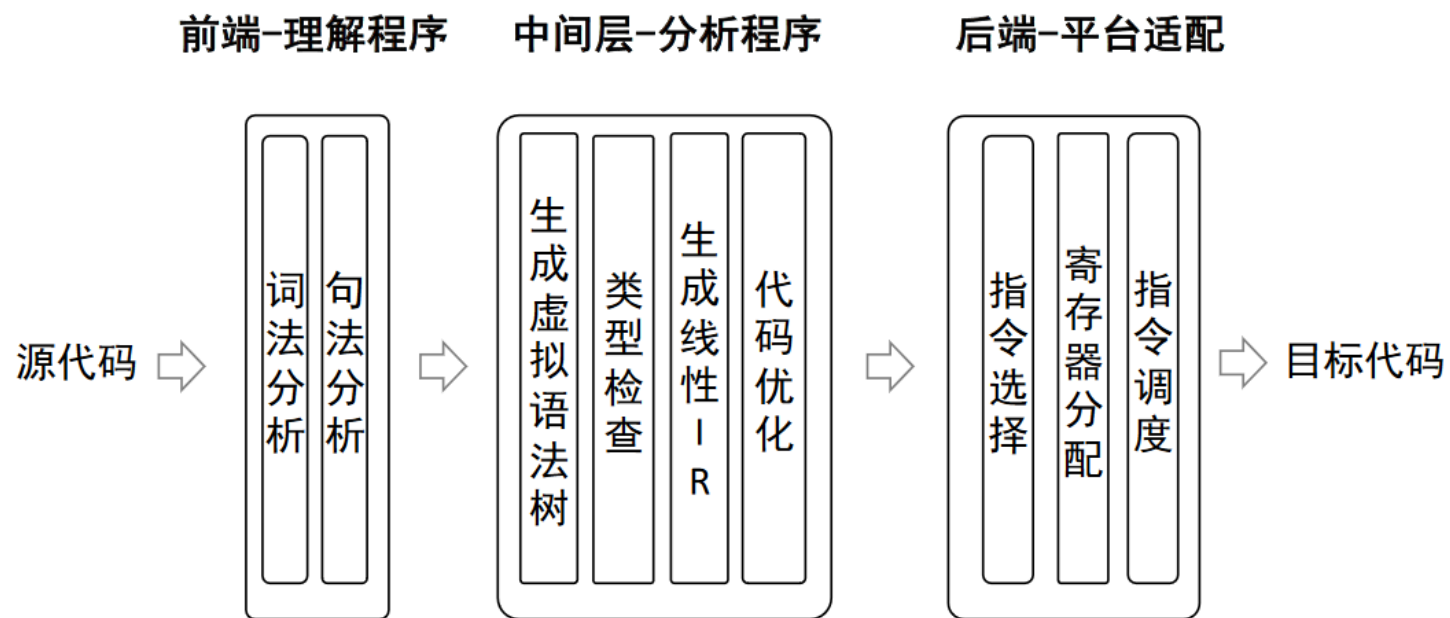 前端-理解程序
中间层-分析程序
后端-平台适配
源代码
词法分析
句法分析
生成虚拟语法树
类型检查
生成线性IR
代码优化
指令选择
寄存器分配
指令调度
目标代码